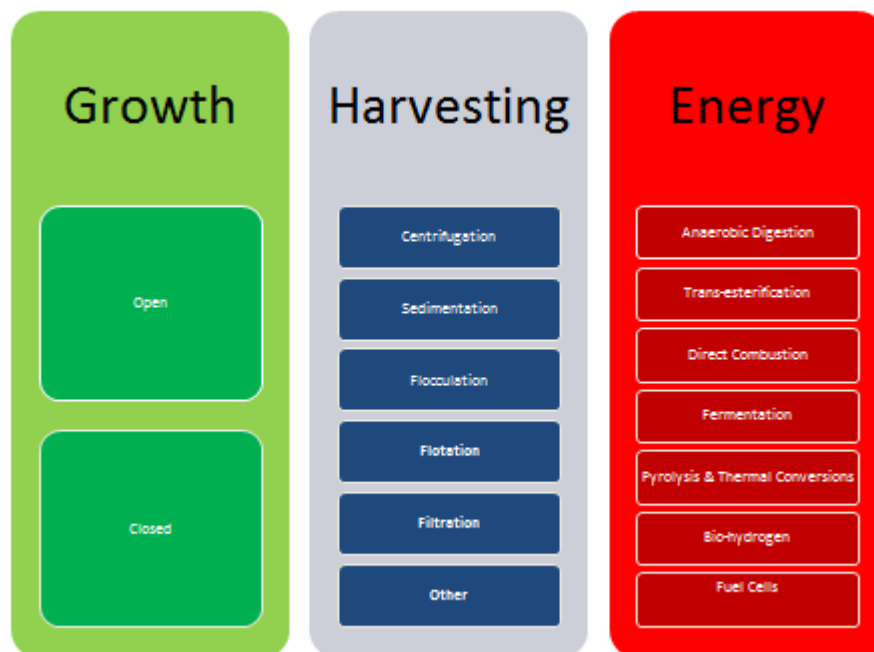 Growth
Open
Closed
Harvesting
Centrifugation
Sedimentation
Flocculation
Flotation
Filtration
Other
Energy
Anaerobic Digestion
Trans-esterification
Direct Combustion
Fermentation
Pyrolysis & Thermal Conversions
Bio-hydrogen
Fuel Cells